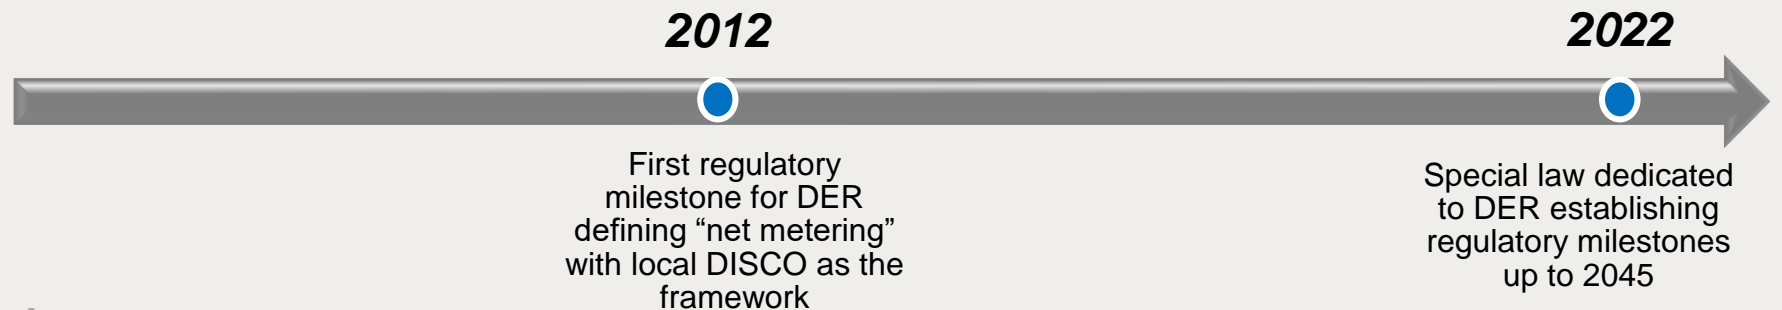 2012
2022
First regulatory
milestone for DER
defining “net metering”
with local DISCO as the
framework
Special law dedicated
to DER establishing
regulatory milestones
up to 2045